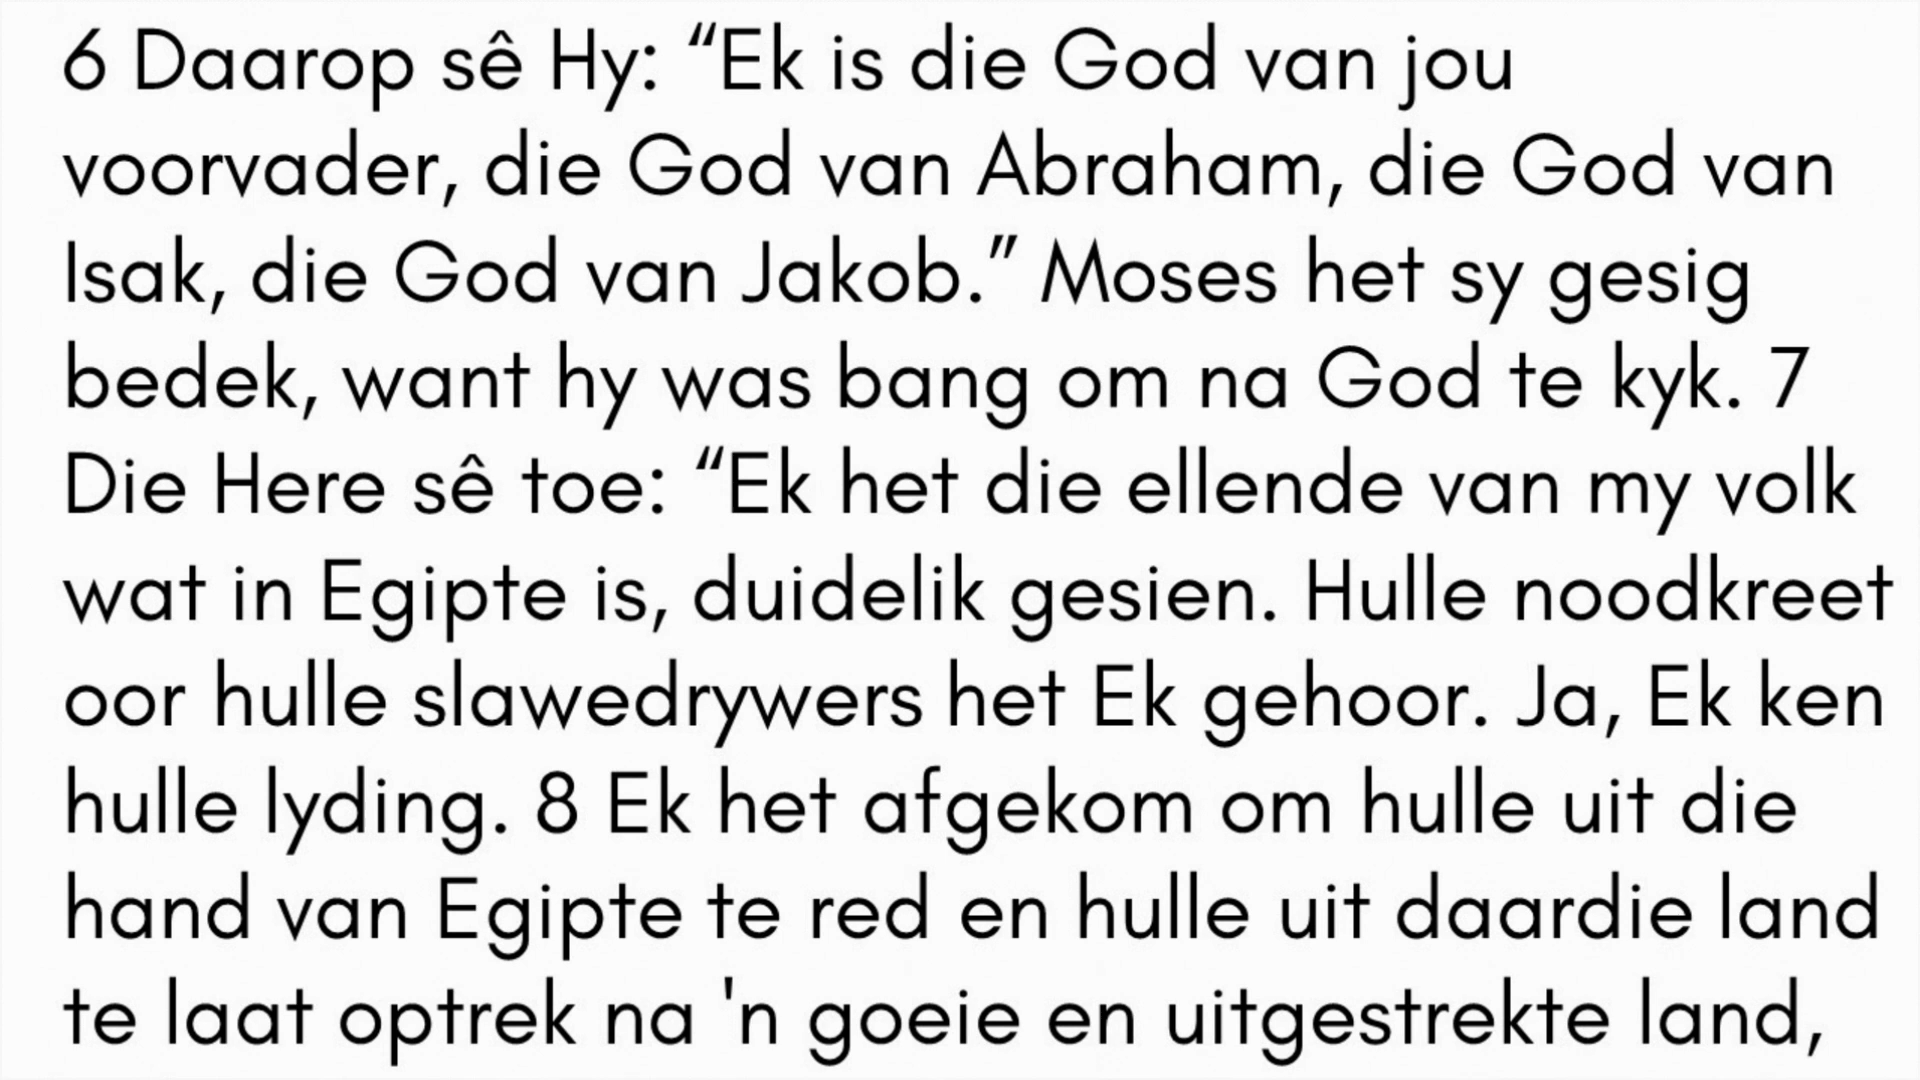 6 Daarop sê Hy: “Ek is die God van jou
voorvader, die God van Abraham, die God van
Isak, die God van Jakob.” Moses het sy gesig
bedek, want hy was bang om na God te kyk. 7
Die Here sê toe: “Ek het die ellende van my volk
wat in Egipte is, duidelik gesien. Hulle noodkreet
oor hulle slawedrywers het Ek gehoor. Ja, Ek ken
hulle lyding. 8 Ek het afgekom om hulle uit die
hand van Egipte te red en hulle uit daardie land
te laat optrek na 'n goeie en uitgestrekte land,